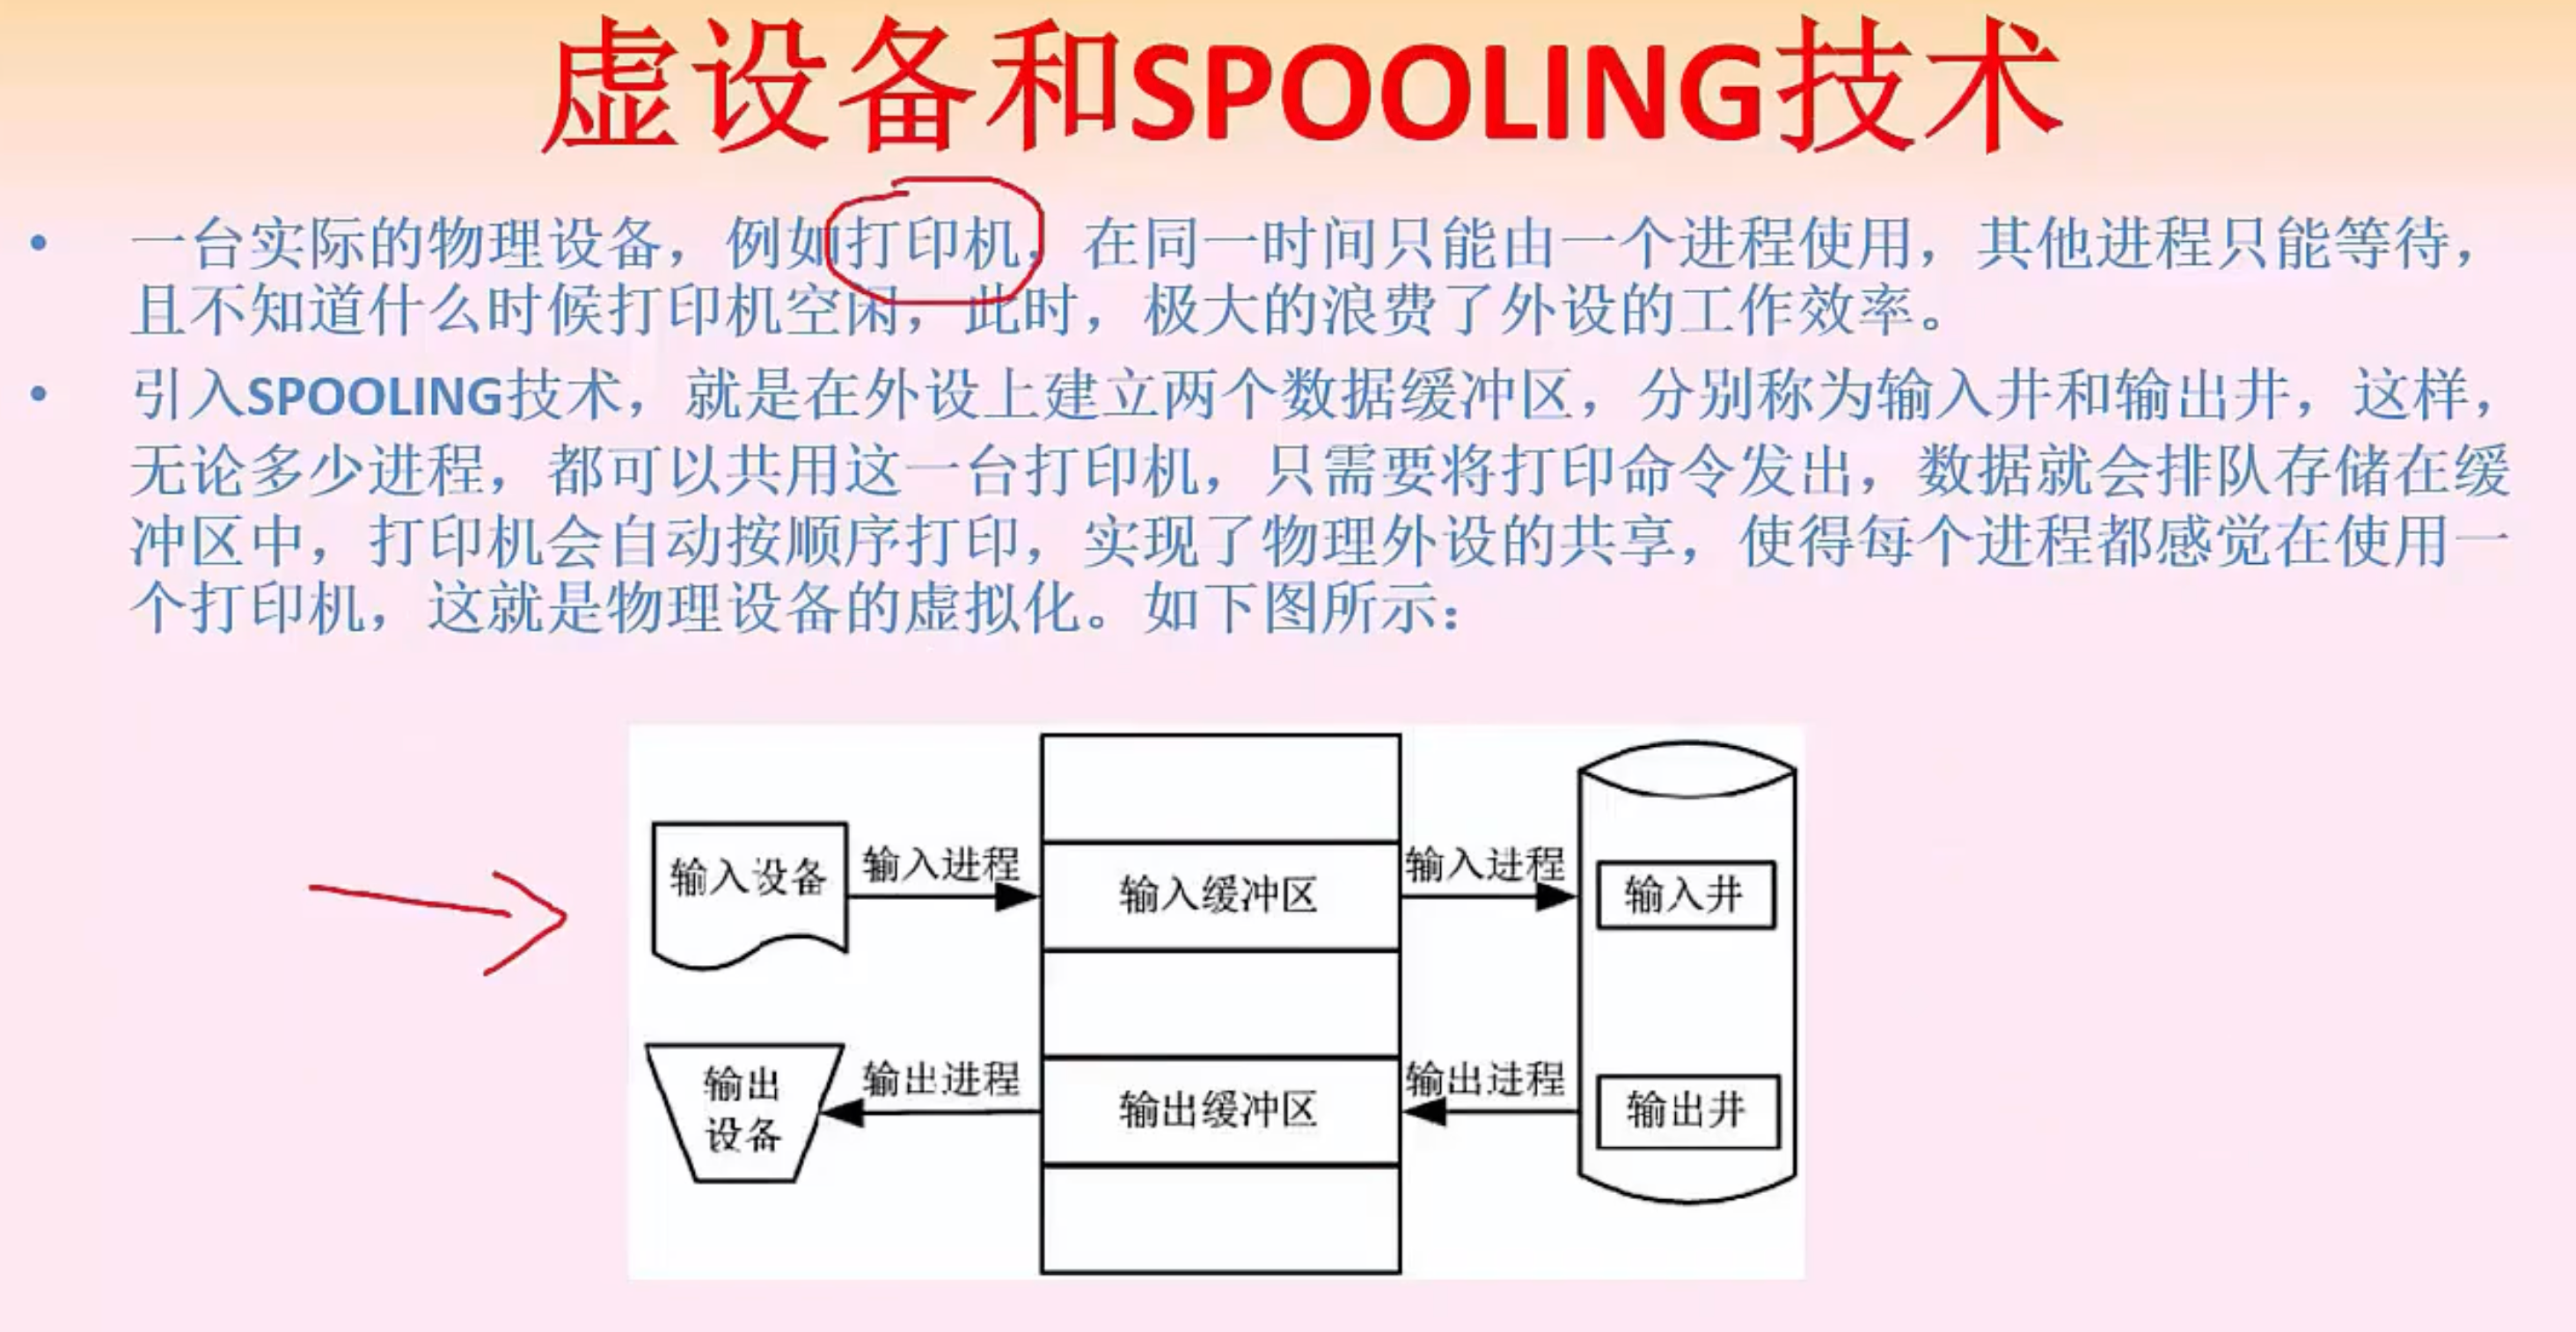 虚设备和SPOOLING技术
• 一台实际的物理设备，例如打印机，在同一时间只能由一个进程使用，其他进程只能等待，
且不知道什么时候打印机空闲，此时，极大的浪费了外设的工作效率。
• 引入SPOOLING技术，就是在外设上建立两个数据缓冲区，分别称为输入井和输出井，这样，
无论多少进程，都可以共用这一台打印机，只需要将打印命令发出，数据就会排队存储在缓
冲区中，打印机会自动按顺序打印，实现了物理外设的共享，使得每个进程都感觉在使用一
个打印机，这就是物理设备的虚拟化。如下图所示：
输入设备
输入进程
输入缓冲区
输入进程
输入井
输出
设备
输出进程
输出缓冲区
输出进程
输出井